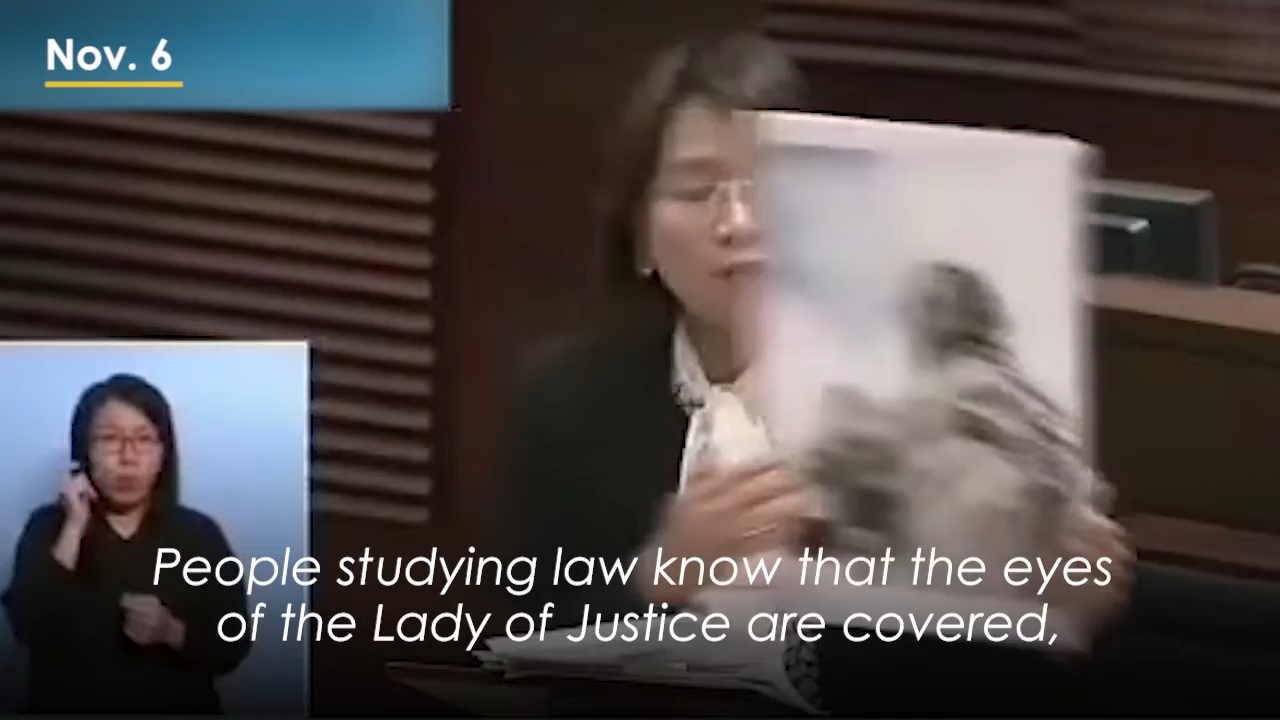 Nov. 6
People studying law know that the eyes
of the Lady of Justice are covered,